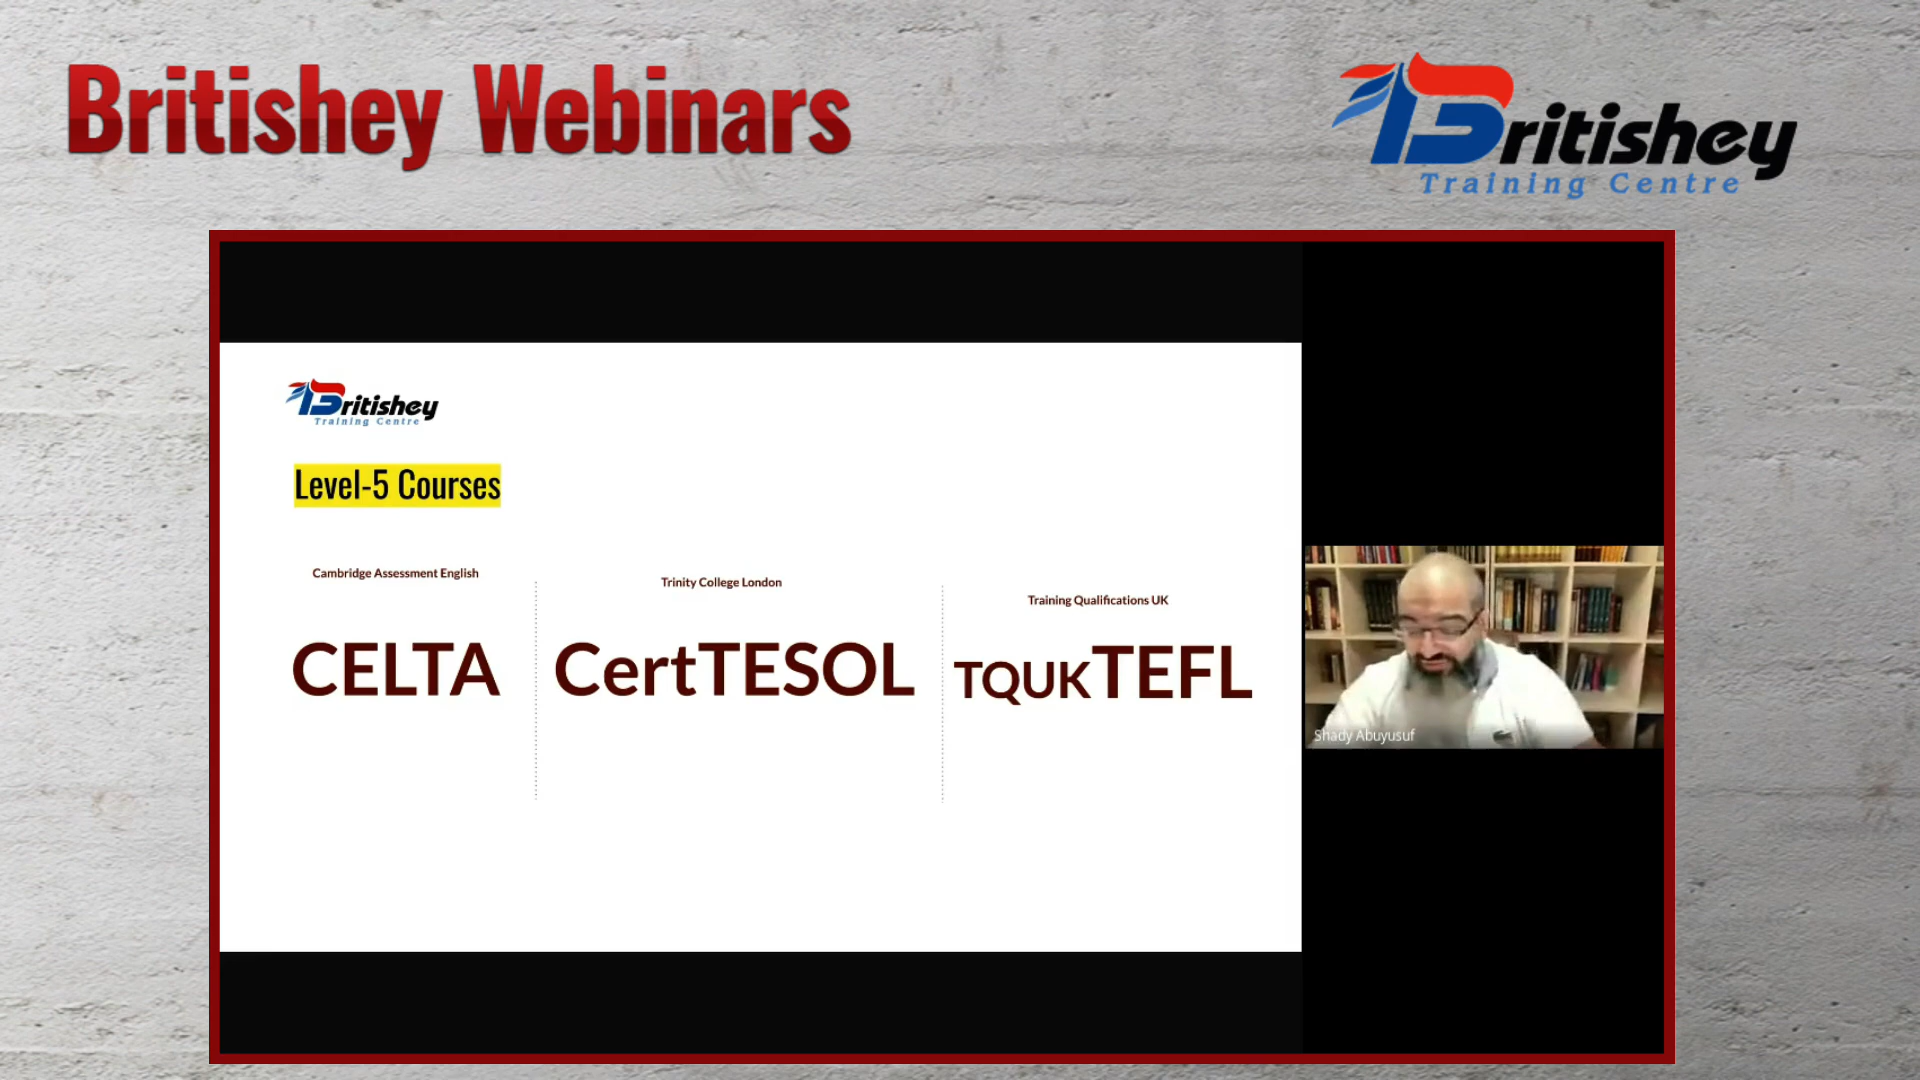 Britishey Webinars
Britishey
Training Centre
Britishey
Training Centre
Level-5 Courses
Cambridge Assessment English
CELTA
Trinity College London
CertTESOL
Training Qualifications UK
TQUKTEFL
Shady Abuyusuf